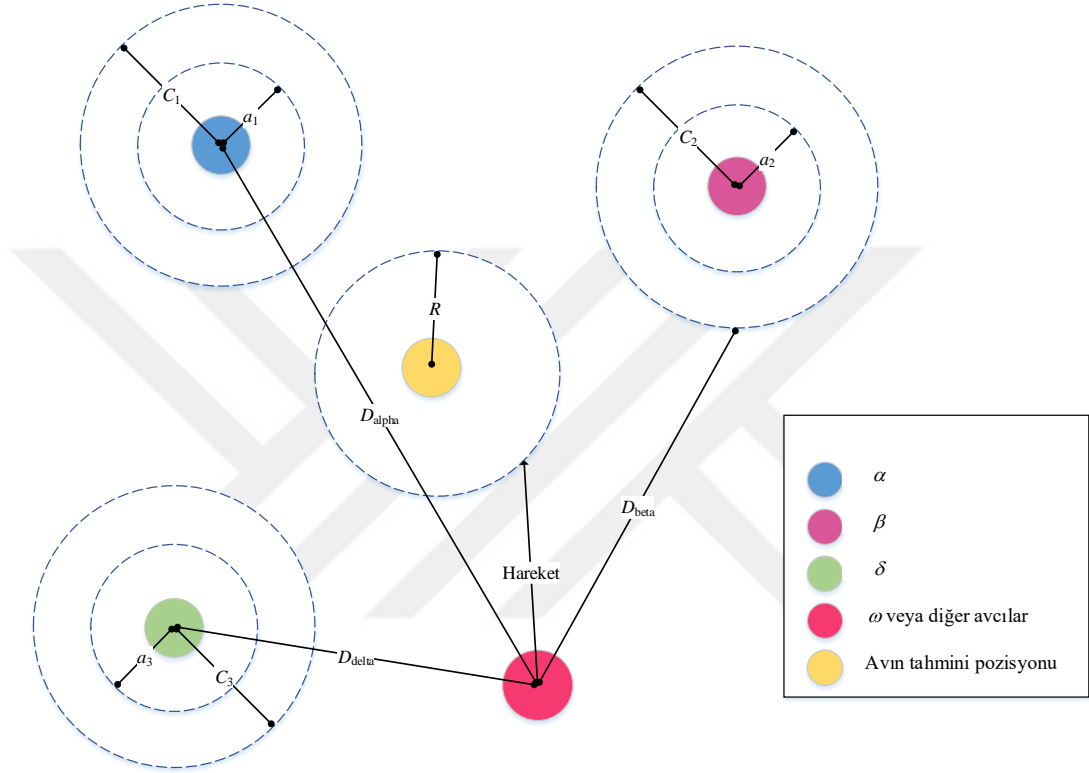 C1
a1
C2
a2
R
Dalpha
Dbeta
Hareket
a3
C3
Ddelta
α
β
δ
ω veya diğer avcılar
Avın tahmini pozisyonu